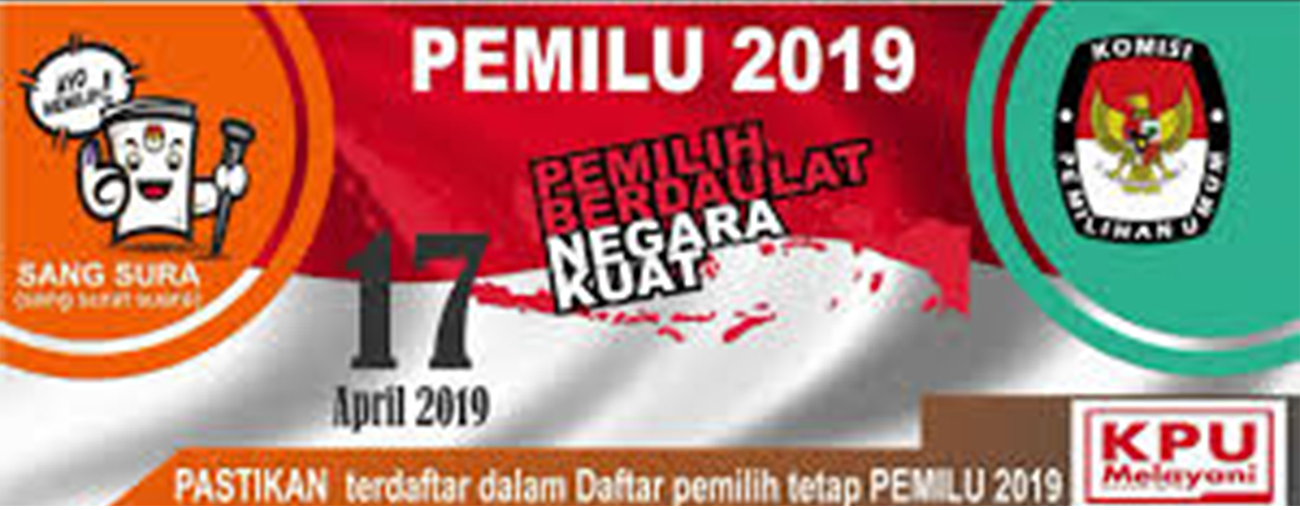 PEMILU 2019
AYO
MEMILIH!
SANG SURA
(sang surat suara)
PEMILIH
BERDAULAT
NEGARA
KUAT
17
April 2019
KOMISI
PEMILIHAN UMUM
PASTIKAN terdaftar dalam Daftar pemilih tetap PEMILU 2019
KPU
Melayani